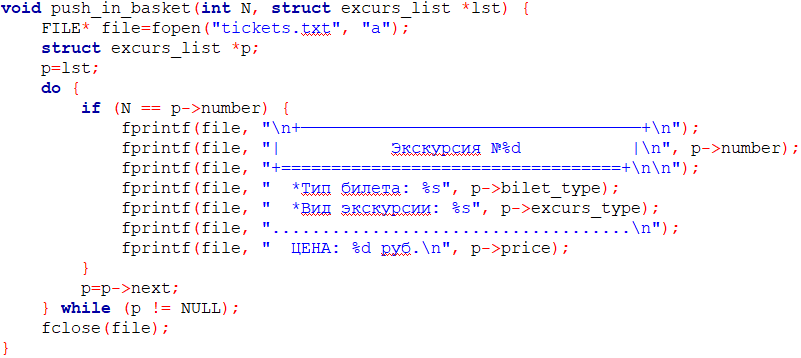 void push_in_basket(int N, struct excurs_list *lst) {
    FILE* file=fopen("tickets.txt", "a");
    struct excurs_list *p;
    p=lst;
    do {
        if (N == p->number) {
            fprintf(file, "\n+──────────────────────────────────+\n");
            fprintf(file, "|           Экскурсия №%d           |\n", p->number);
            fprintf(file, "+==================================+\n\n");
            fprintf(file, "  *Тип билета: %s", p->bilet_type);
            fprintf(file, "  *Вид экскурсии: %s", p->excurs_type);
            fprintf(file, "....................................\n");
            fprintf(file, "  ЦЕНА: %d руб.\n", p->price);
        }
        p=p->next;
    } while (p != NULL);
    fclose(file);
}